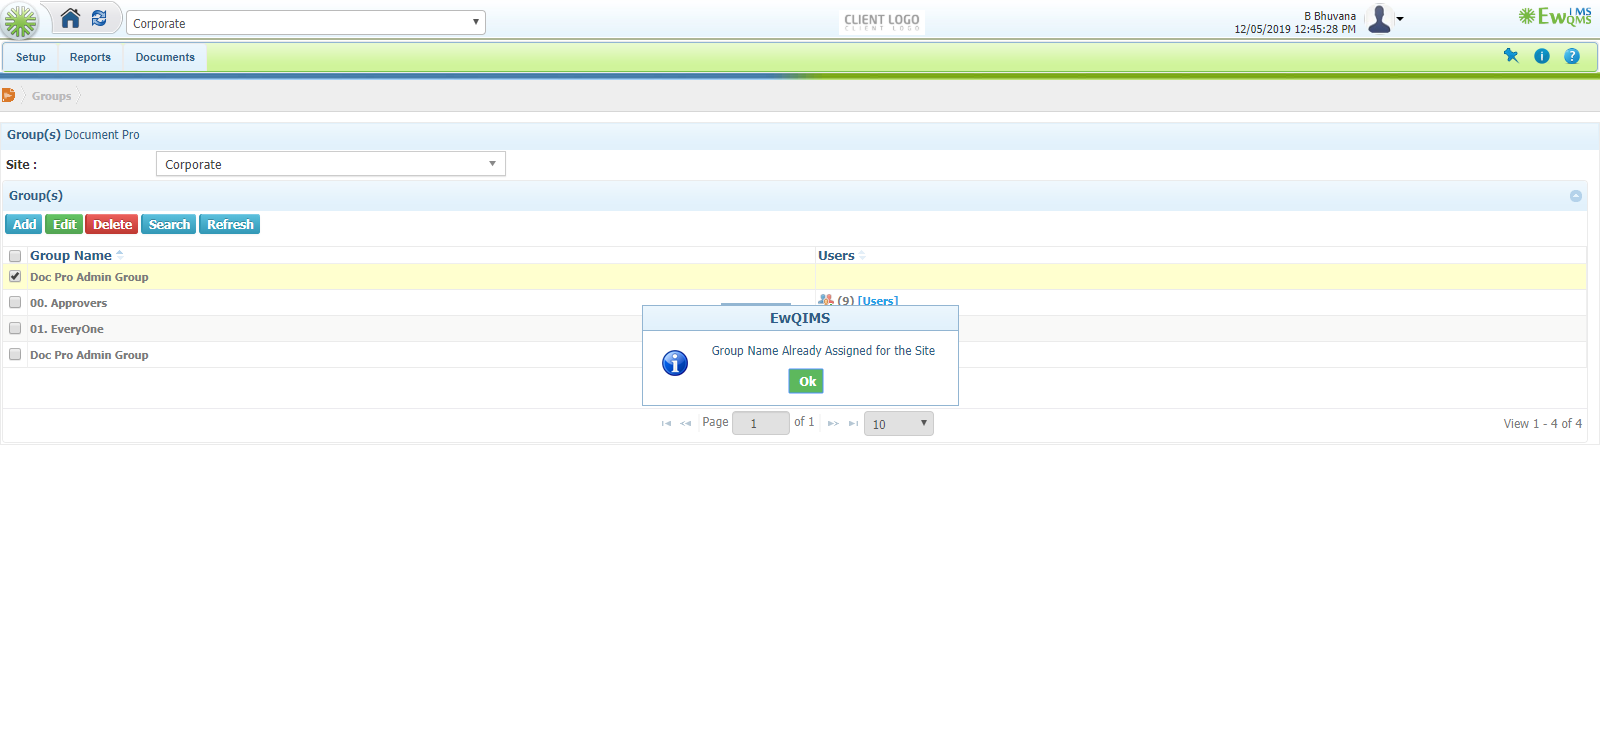 Corporate
CLIENT LOGO
CLIENT LOGO
B Bhuvana
12/05/2019 12:45:28 PM
EwQIMS
Setup Reports Documents
Groups
Group(s) Document Pro
Site : Corporate
Group(s)
Add Edit Delete Search Refresh
Group Name Users
Doc Pro Admin Group
00. Approvers (9) [Users]
01. EveryOne
Doc Pro Admin Group
EwQIMS
Group Name Already Assigned for the Site
Ok
Page 1 of 1 10 View 1 - 4 of 4